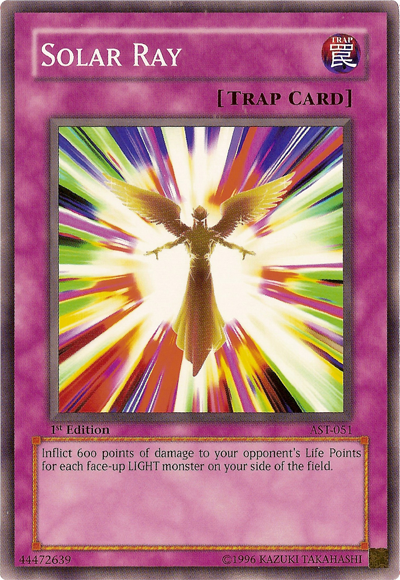 Solar Ray
TRAP
罠
[Trap Card]
1st Edition
AST-051
Inflict 600 points of damage to your opponent's Life Points
for each face-up LIGHT monster on your side of the field.
44472639
©1996 KAZUKI TAKAHASHI